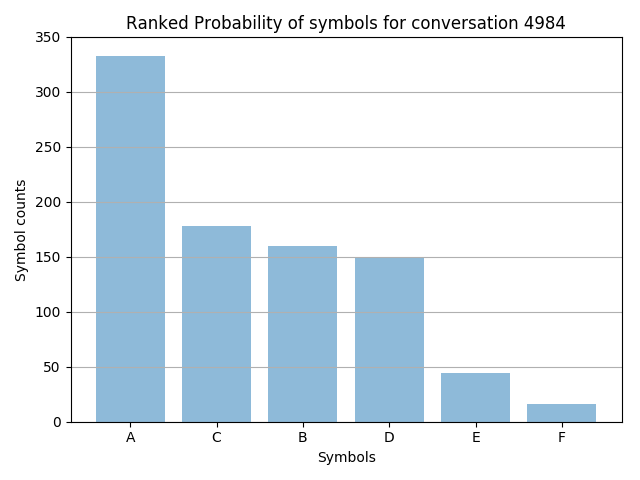 Ranked Probability of symbols for conversation 4984
350
300
250
200
150
100
50
0
Symbol counts
A C B D E F
Symbols